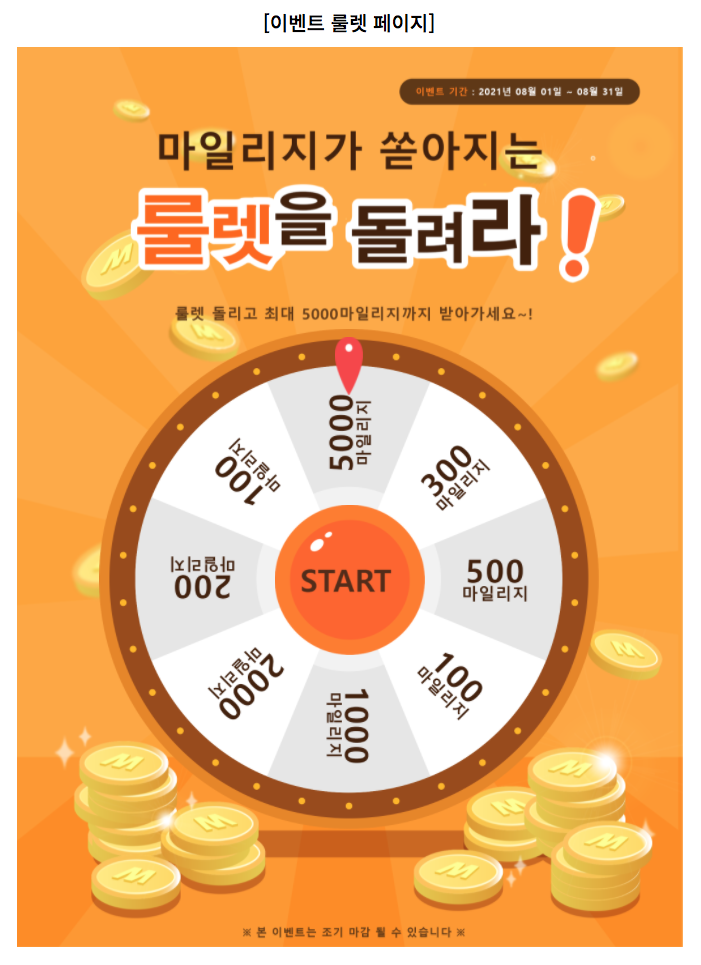 [이벤트 룰렛 페이지]
이벤트 기간 : 2021년 08월 01일 ~ 08월 31일
마일리지가 쏟아지는
룰렛을 돌려라!
룰렛 돌리고 최대 5000마일리지까지 받아가세요~!
5000
마일리지
300
마일리지
500
마일리지
100
마일리지
1000
마일리지
2000
마일리지
200
마일리지
100
마일리지
START
※ 본 이벤트는 조기 마감 될 수 있습니다 ※